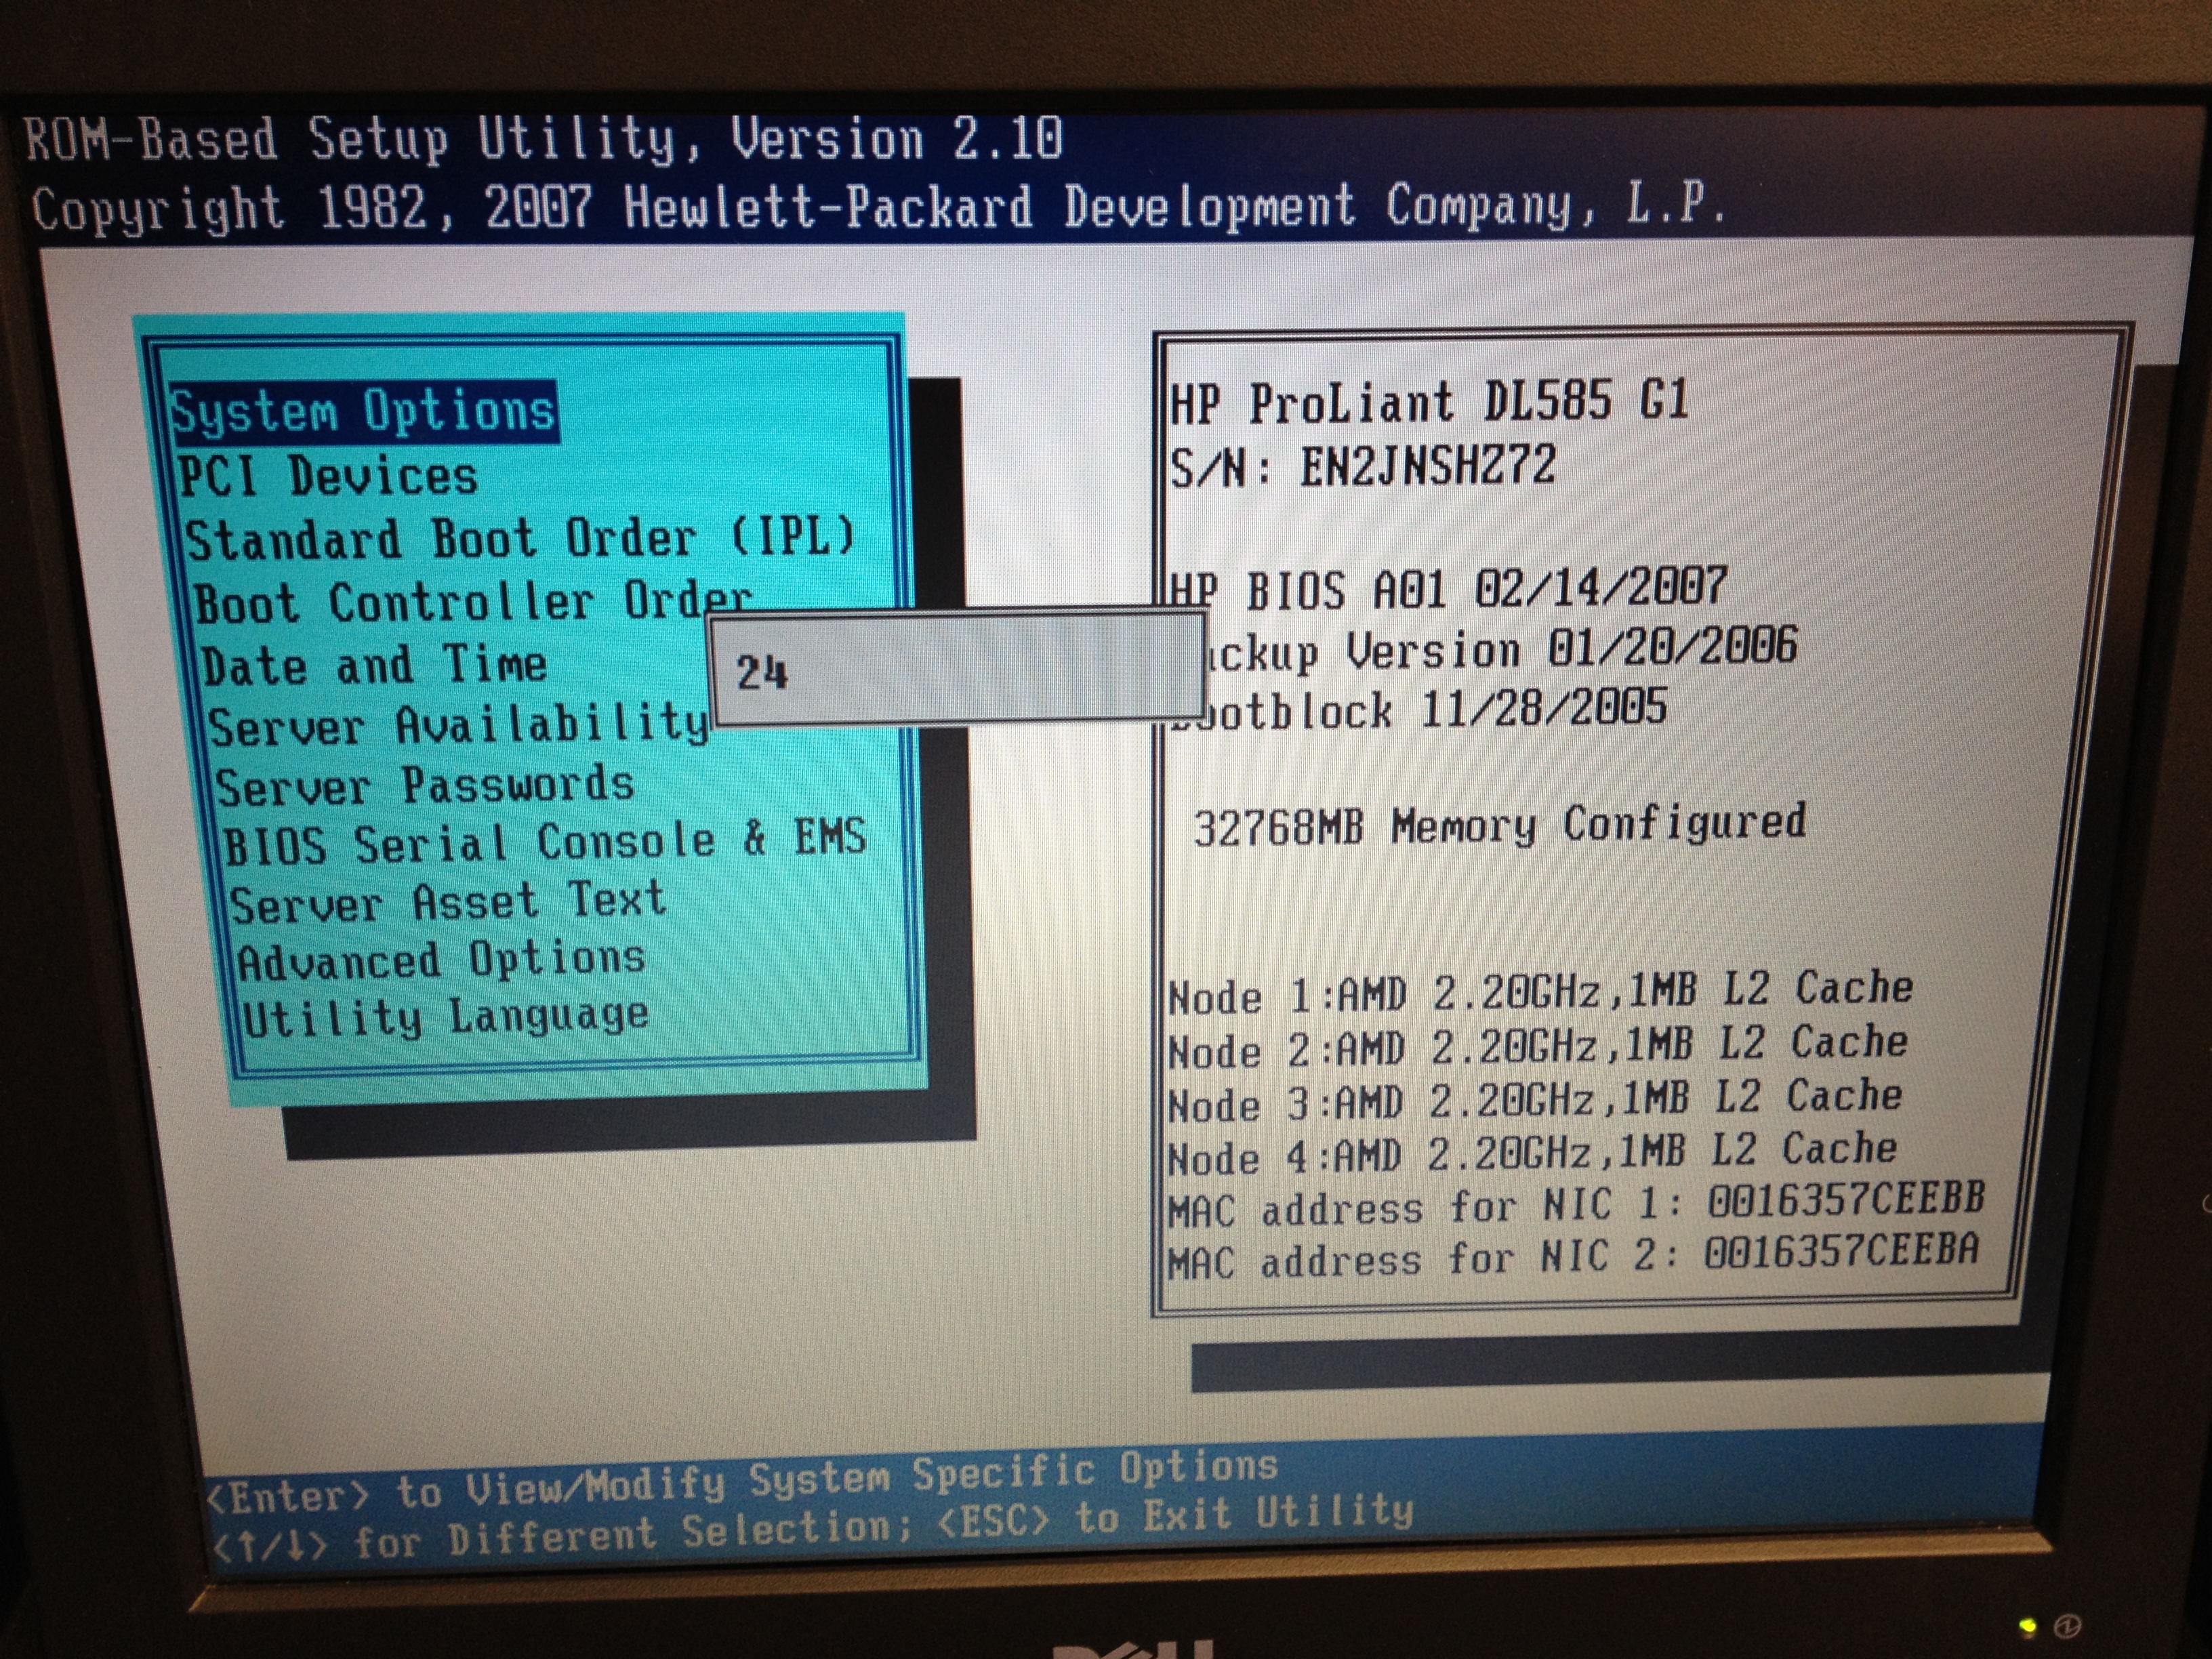 ROM-Based Setup Utility, Version 2.10
Copyright 1982, 2007 Hewlett-Packard Development Company, L.P.
System Options
PCI Devices
Standard Boot Order (IPL)
Boot Controller Order
Date and Time
Server Availability
Server Passwords
BIOS Serial Console & EMS
Server Asset Text
Advanced Options
Utility Language
24
HP ProLiant DL585 G1
S/N: EN2JNSHZ72
HP BIOS A01 02/14/2007
Version 01/20/2006
11/28/2005
32768MB Memory Configured
Node 1:AMD 2.20GHz,1MB L2 Cache
Node 2:AMD 2.20GHz,1MB L2 Cache
Node 3:AMD 2.20GHz,1MB L2 Cache
Node 4:AMD 2.20GHz,1MB L2 Cache
MAC address for NIC 1: 0016357CEEBB
MAC address for NIC 2: 0016357CEEBA
<Enter> to View/Modify System Specific Options
<↑/↓> for Different Selection; <ESC> to Exit Utility
DELL